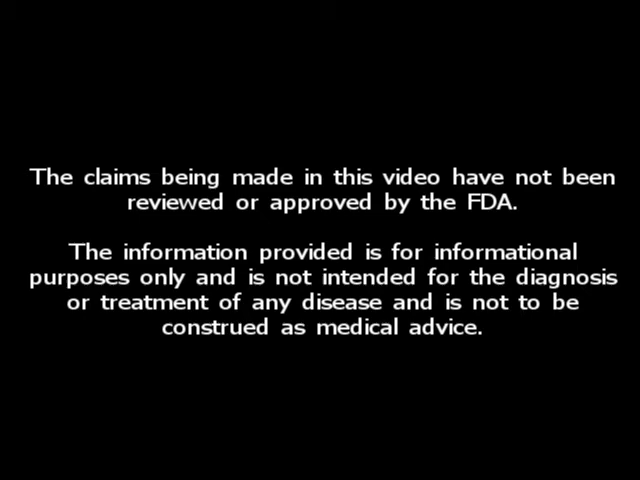 The claims being made in this video have not been
reviewed or approved by the FDA.
The information provided is for informational
purposes only and is not intended for the diagnosis
or treatment of any disease and is not to be
construed as medical advice.